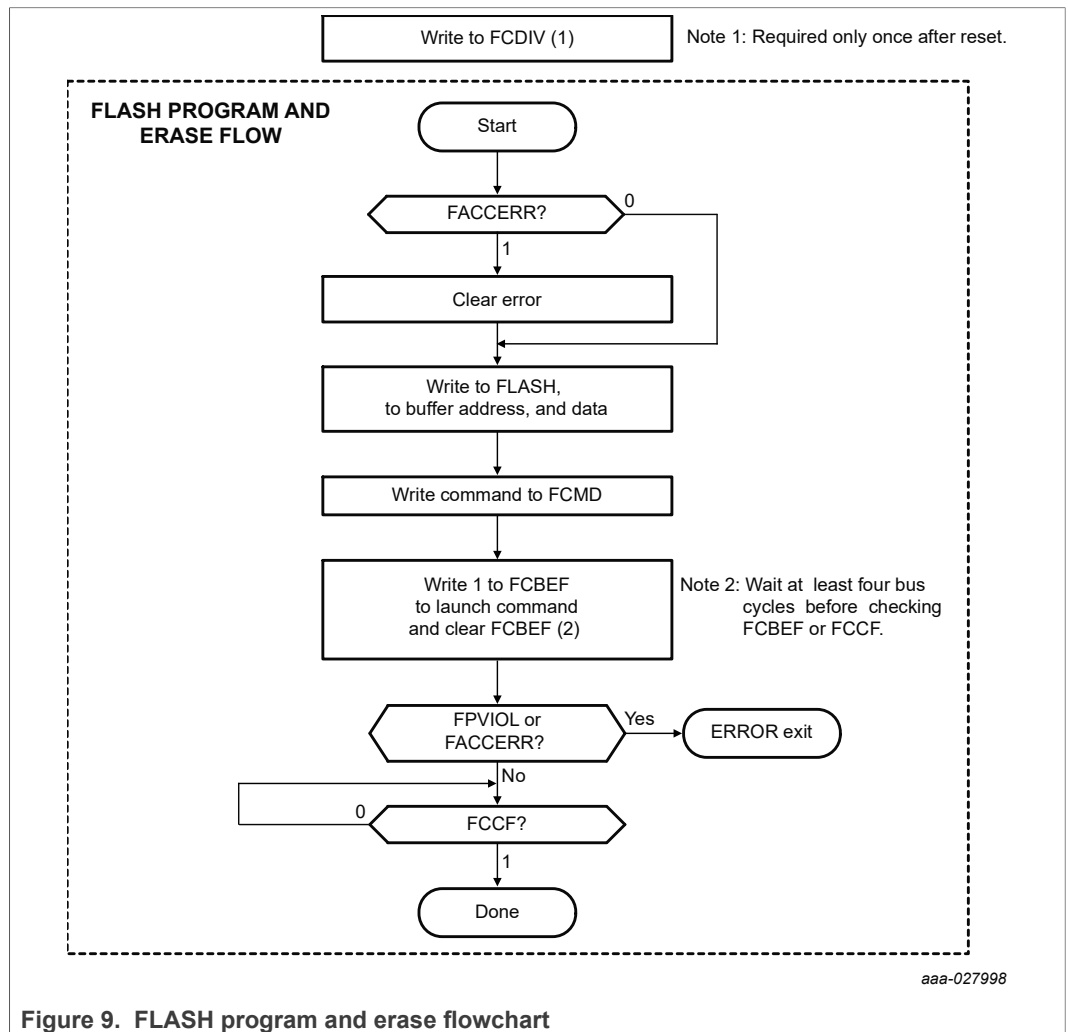 Write to FCDIV (1)
Note 1: Required only once after reset.
FLASH PROGRAM AND
ERASE FLOW
Start
FACCERR?
0
1
Clear error
Write to FLASH,
to buffer address, and data
Write command to FCMD
Write 1 to FCBEF
to launch command
and clear FCBEF (2)
Note 2: Wait at least four bus
cycles before checking
FCBEF or FCCF.
FPVIOL or
FACCERR?
Yes
ERROR exit
No
0
FCCF?
1
Done
aaa-027998
Figure 9. FLASH program and erase flowchart